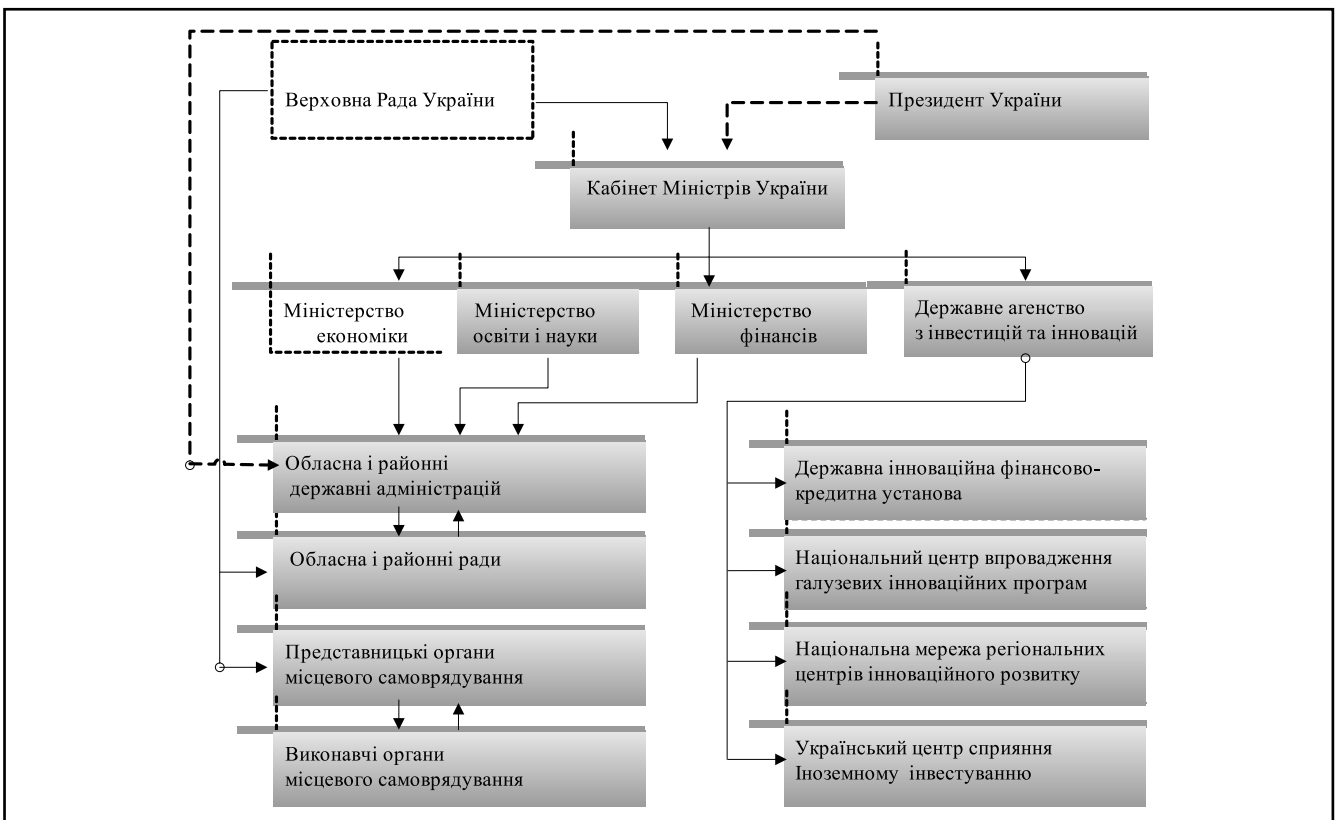 Верховна Рада України
Президент України
Кабінет Міністрів України
Міністерство
економіки
Міністерство
освіти і науки
Міністерство
фінансів
Державне агенство
з інвестицій та інновацій
Обласна і районні
державні адміністрацій
Обласна і районні ради
Представницькі органи
місцевого самоврядування
Виконавчі органи
місцевого самоврядування
Державна інноваційна фінансово-
кредитна установа
Національний центр впровадження
галузевих інноваційних програм
Національна мережа регіональних
центрів інноваційного розвитку
Український центр сприяння
Іноземному інвестуванню